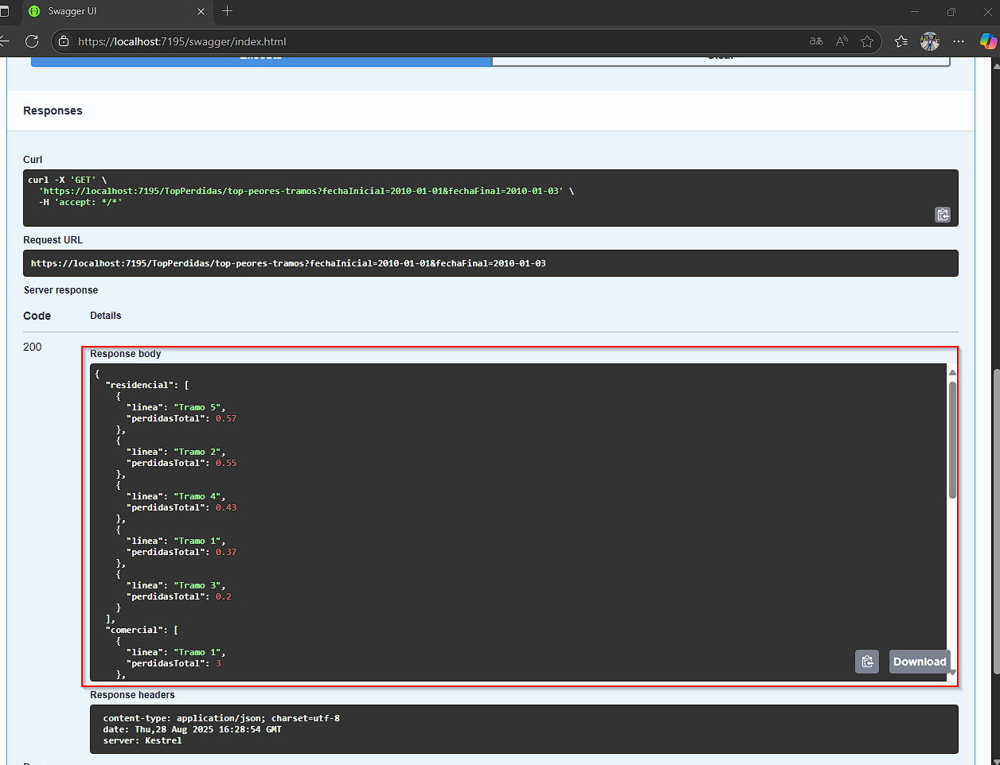 Swagger UI
https://localhost:7195/swagger/index.html
Execute
Clear
Responses
Curl
curl -X 'GET' \
'https://localhost:7195/TopPerdidas/top-peores-tramos?fechaInicial=2010-01-01&fechaFinal=2010-01-03' \
-H 'accept: */*'
Request URL
https://localhost:7195/TopPerdidas/top-peores-tramos?fechaInicial=2010-01-01&fechaFinal=2010-01-03
Server response
Code Details
200
Response body
{
"residencial": [
{
"linea": "Tramo 5",
"perdidasTotal": 0.57
},
{
"linea": "Tramo 2",
"perdidasTotal": 0.55
},
{
"linea": "Tramo 4",
"perdidasTotal": 0.43
},
{
"linea": "Tramo 1",
"perdidasTotal": 0.37
},
{
"linea": "Tramo 3",
"perdidasTotal": 0.2
}
],
"comercial": [
{
"linea": "Tramo 1",
"perdidasTotal": 3
},
Download
Response headers
content-type: application/json; charset=utf-8
date: Thu,28 Aug 2025 16:28:54 GMT
server: Kestrel